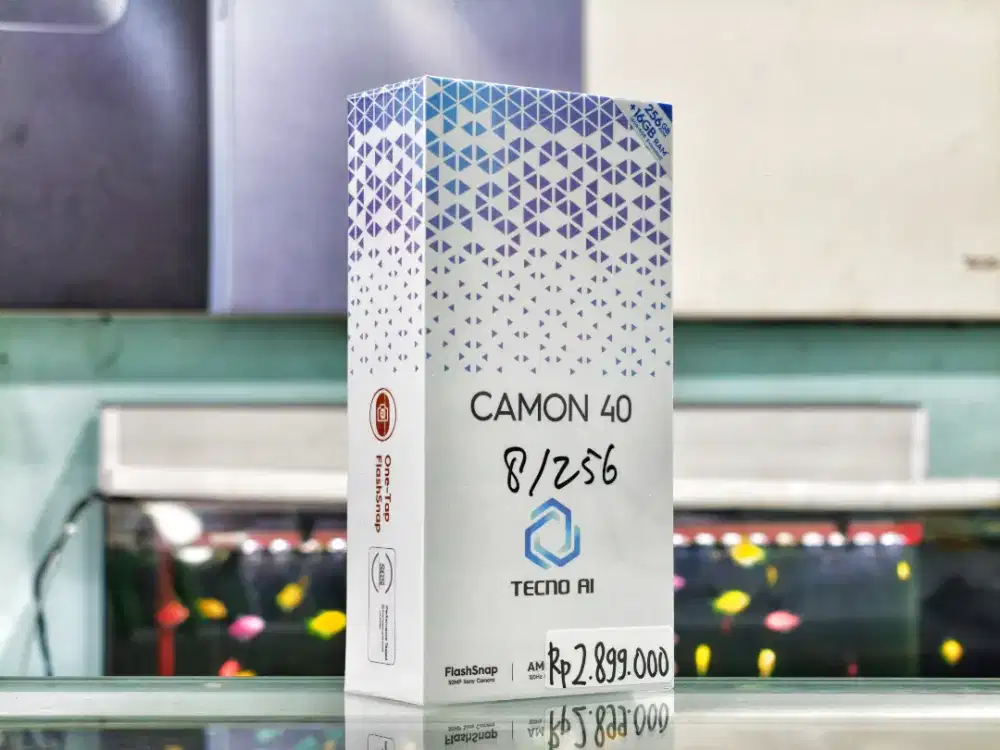 256GB
+16GB RAM*
CAMON 40
8/256
TECNO AI
FlashSnap
50MP Sony Camera
AM
Rp2.899.000
One-Tap
FlashSnap
SGS